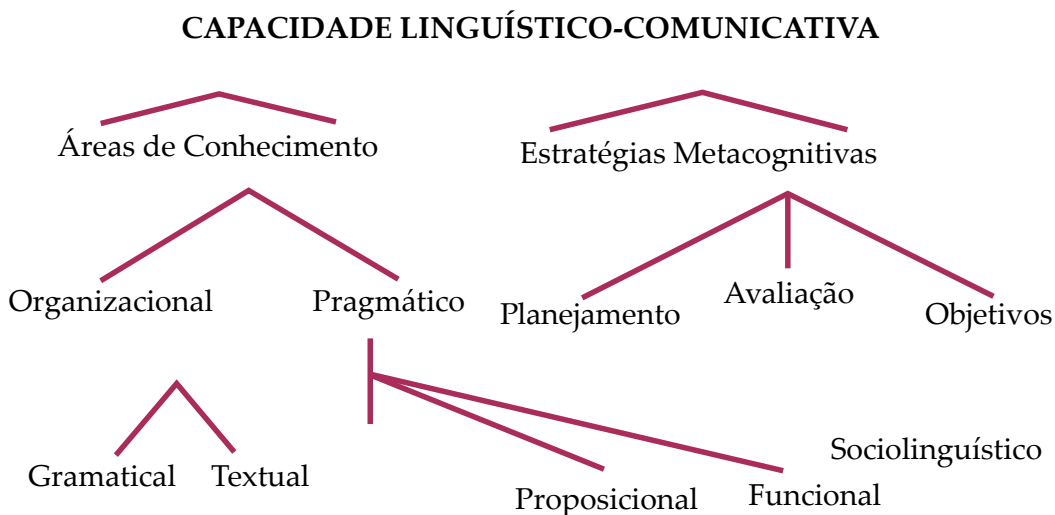 CAPACIDADE LINGUÍSTICO-COMUNICATIVA
Áreas de Conhecimento
Estratégias Metacognitivas
Organizacional
Pragmático
Planejamento
Avaliação
Objetivos
Gramatical
Textual
Proposicional
Funcional
Sociolinguístico